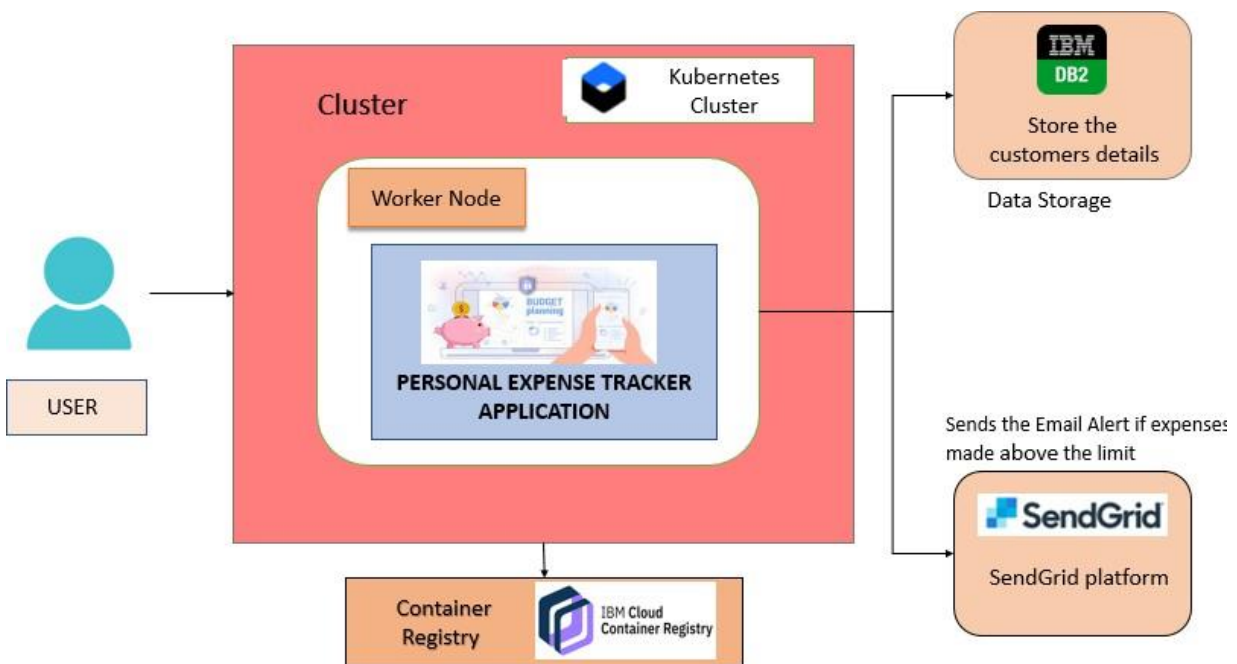 Cluster
Kubernetes
Cluster
Worker Node
BUDGET
planning
PERSONAL EXPENSE TRACKER
APPLICATION
USER
IBM
DB2
Store the
customers details
Data Storage
Sends the Email Alert if expenses
made above the limit
SendGrid
SendGrid platform
Container
Registry
IBM Cloud
Container Registry